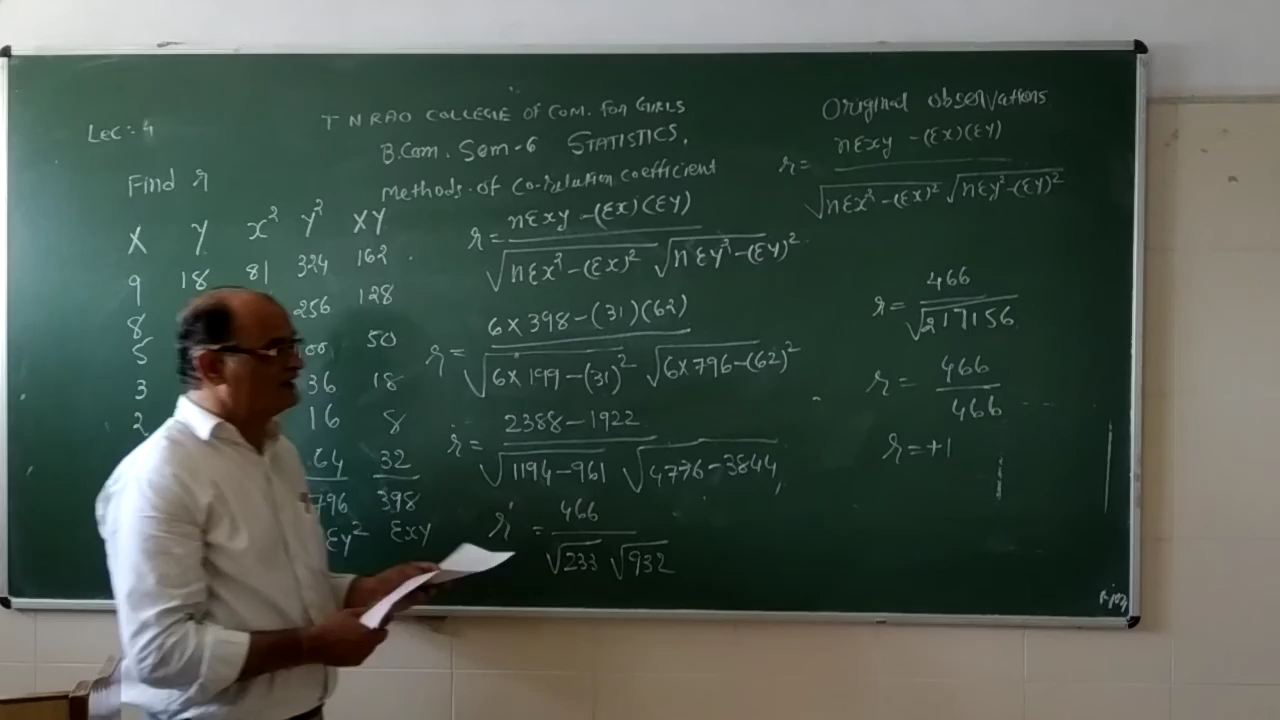 Lec:- 4
T N RAO COLLEGE OF COM. FOR GIRLS
B.Com. Sem-6 STATISTICS.
Methods of Co-relation coefficient
Find r
X Y x² y² XY
9 18 81 324 162
8 256 128
5 100 50
3 36 18
2 16 8
64 32
796 398
Σy² Σxy
r = nΣxy - (Σx)(Σy)
√nΣx² - (Σx)² √nΣy² - (Σy)²
r = 6×398 - (31)(62)
√6×199 - (31)² √6×796 - (62)²
r = 2388 - 1922
√1194 - 961 √4776 - 3844
r = 466
√233 √932
Original observations
r = nΣxy - (Σx)(Σy)
√nΣx² - (Σx)² √nΣy² - (Σy)²
r = 466
√217156
r = 466
466
r = +1